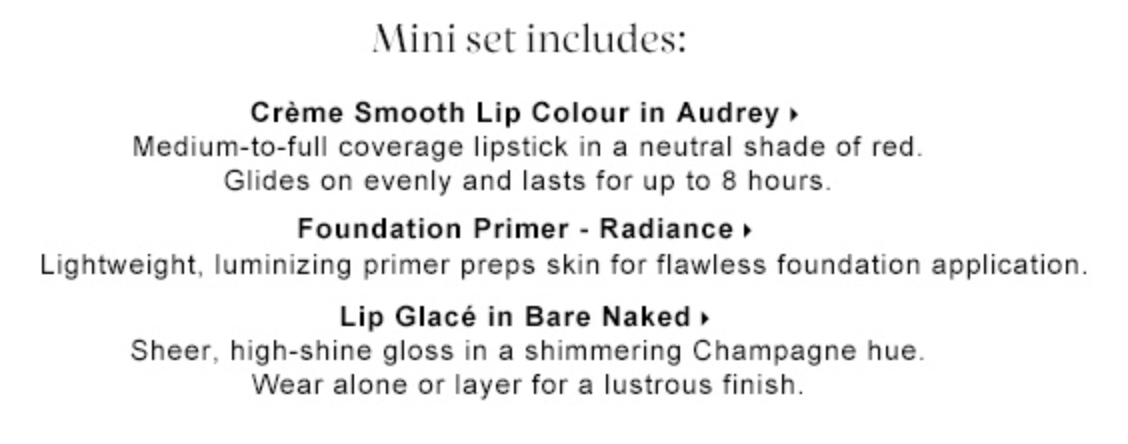 Mini set includes:
Crème Smooth Lip Colour in Audrey ▸
Medium-to-full coverage lipstick in a neutral shade of red.
Glides on evenly and lasts for up to 8 hours.
Foundation Primer - Radiance ▸
Lightweight, luminizing primer preps skin for flawless foundation application.
Lip Glacé in Bare Naked ▸
Sheer, high-shine gloss in a shimmering Champagne hue.
Wear alone or layer for a lustrous finish.